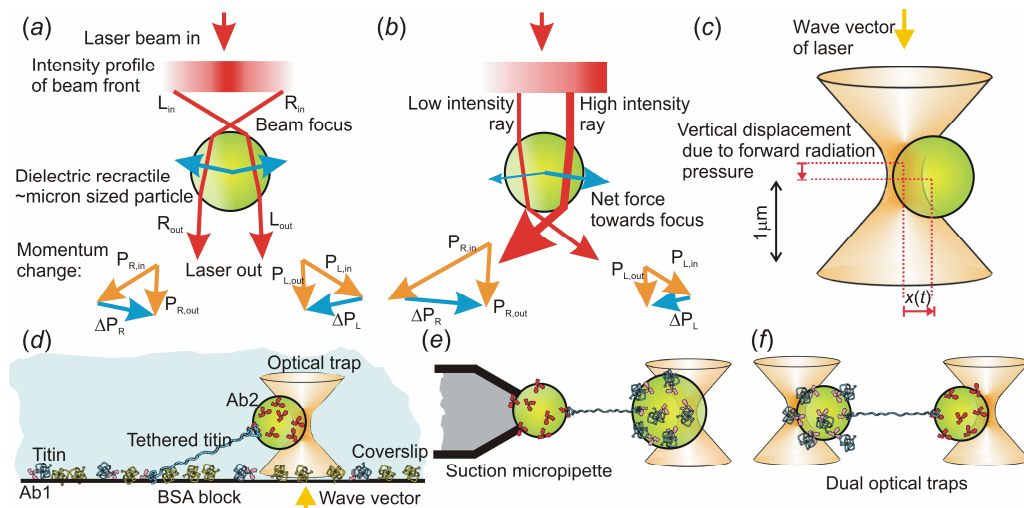 (a)
Laser beam in
Intensity profile
of beam front
L_in
R_in
Beam focus
Dielectric recractile
~micron sized particle
R_out
L_out
Momentum
change:
Laser out
P_R,in
P_R,out
ΔP_R
P_L,in
P_L,out
ΔP_L
(b)
Low intensity
ray
High intensity
ray
Net force
towards focus
P_R,in
P_R,out
ΔP_R
P_L,in
P_L,out
ΔP_L
(c)
Wave vector
of laser
Vertical displacement
due to forward radiation
pressure
1μm
x(t)
(d)
Optical trap
Ab2
Tethered titin
Titin
Coverslip
Ab1
BSA block
Wave vector
(e)
Suction micropipette
(f)
Dual optical traps